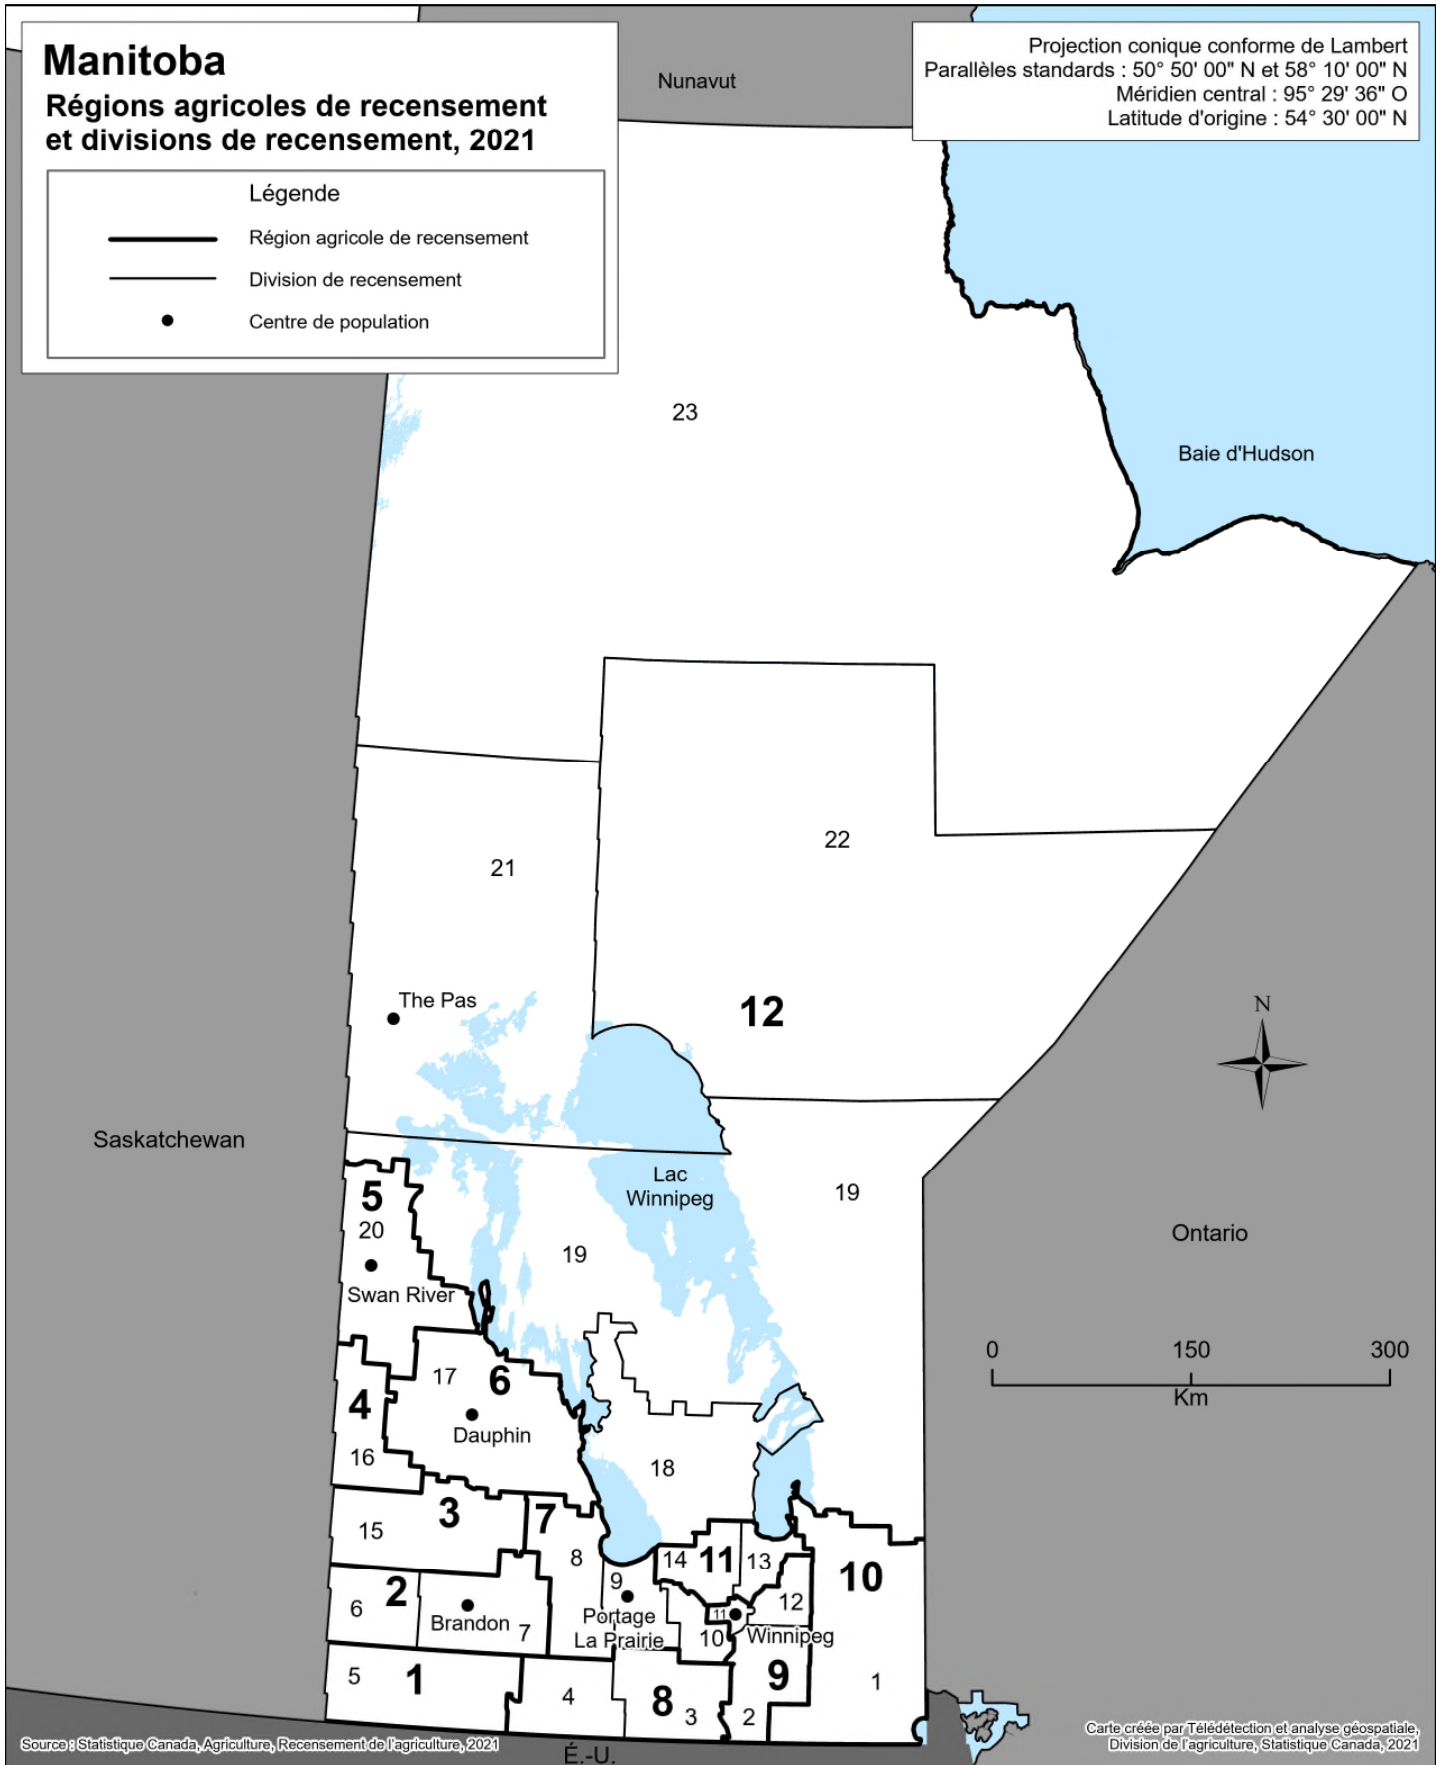 Manitoba
Régions agricoles de recensement
et divisions de recensement, 2021
Légende
Région agricole de recensement
Division de recensement
Centre de population
Projection conique conforme de Lambert
Parallèles standards : 50° 50' 00" N et 58° 10' 00" N
Méridien central : 95° 29' 36" O
Latitude d'origine : 54° 30' 00" N
Nunavut
23
Baie d'Hudson
22
21
The Pas
12
N
Saskatchewan
Lac
Winnipeg
19
5
20
Ontario
19
Swan River
0 150 300
Km
17
6
4
Dauphin
16
18
3
7
15
8
14
11
13
10
9
2
6
12
Brandon
7
Portage
La Prairie
11
10
Winnipeg
5
1
4
8
3
9
2
1
Source : Statistique Canada, Agriculture, Recensement de l'agriculture, 2021
É.-U.
Carte créée par Télédétection et analyse géospatiale,
Division de l'agriculture, Statistique Canada, 2021